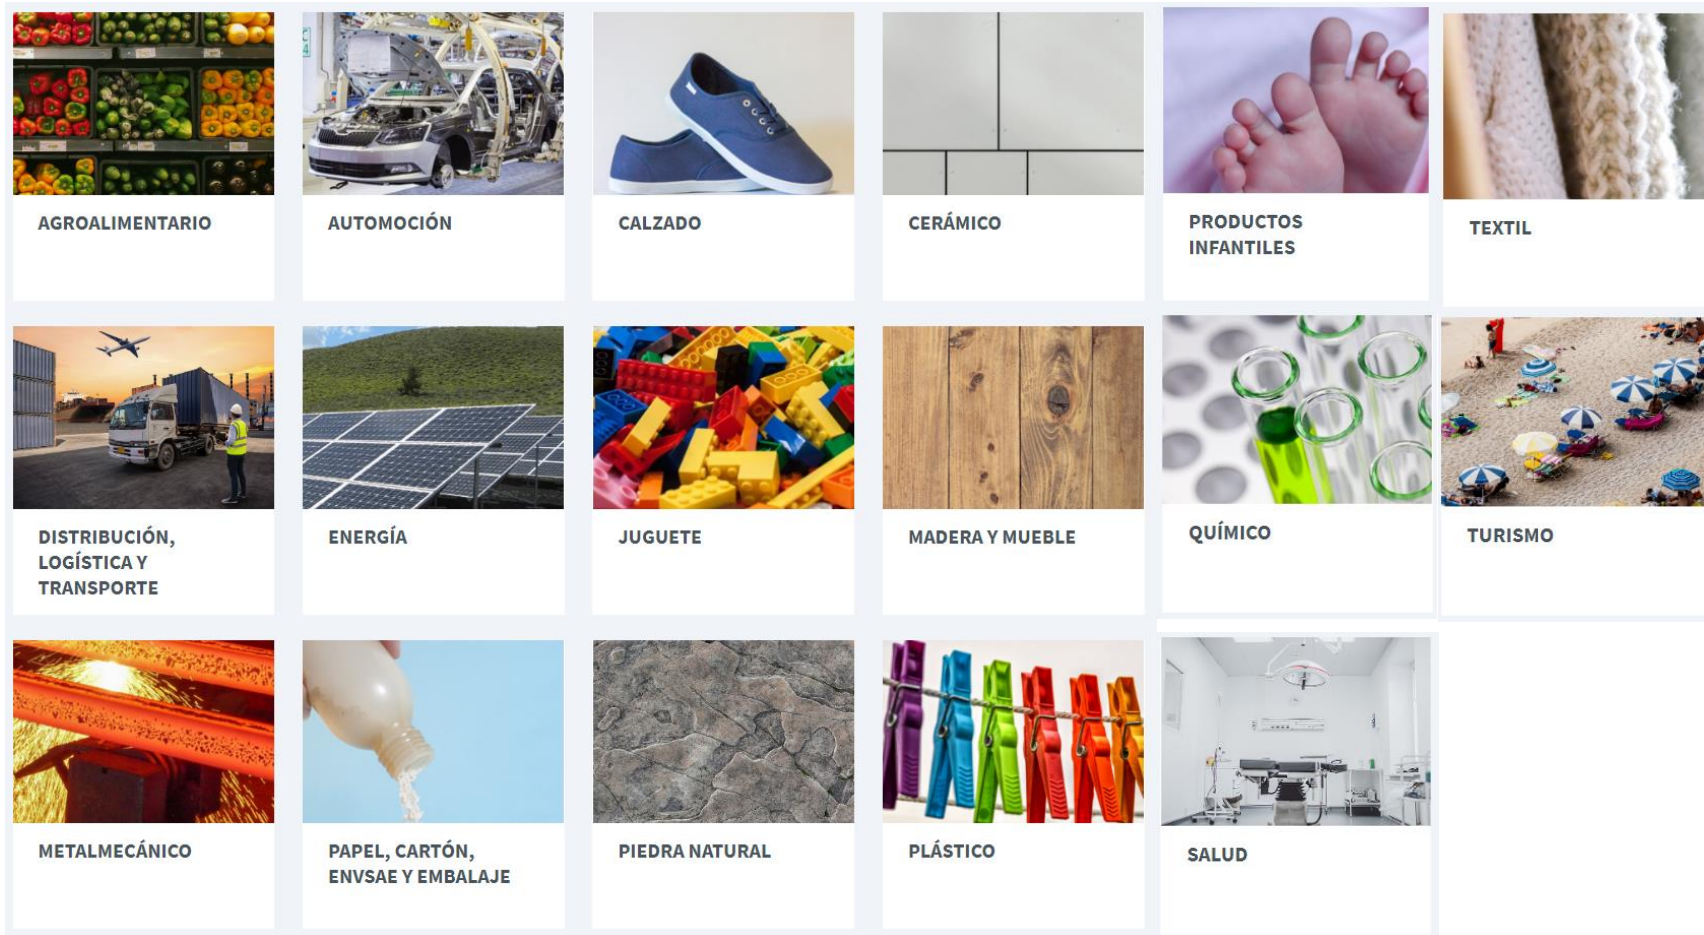 AGROALIMENTARIO
AUTOMOCIÓN
CALZADO
CERÁMICO
PRODUCTOS
INFANTILES
TEXTIL
DISTRIBUCIÓN,
LOGÍSTICA Y
TRANSPORTE
ENERGÍA
JUGUETE
MADERA Y MUEBLE
QUÍMICO
TURISMO
METALMECÁNICO
PAPEL, CARTÓN,
ENVSAE Y EMBALAJE
PIEDRA NATURAL
PLÁSTICO
SALUD